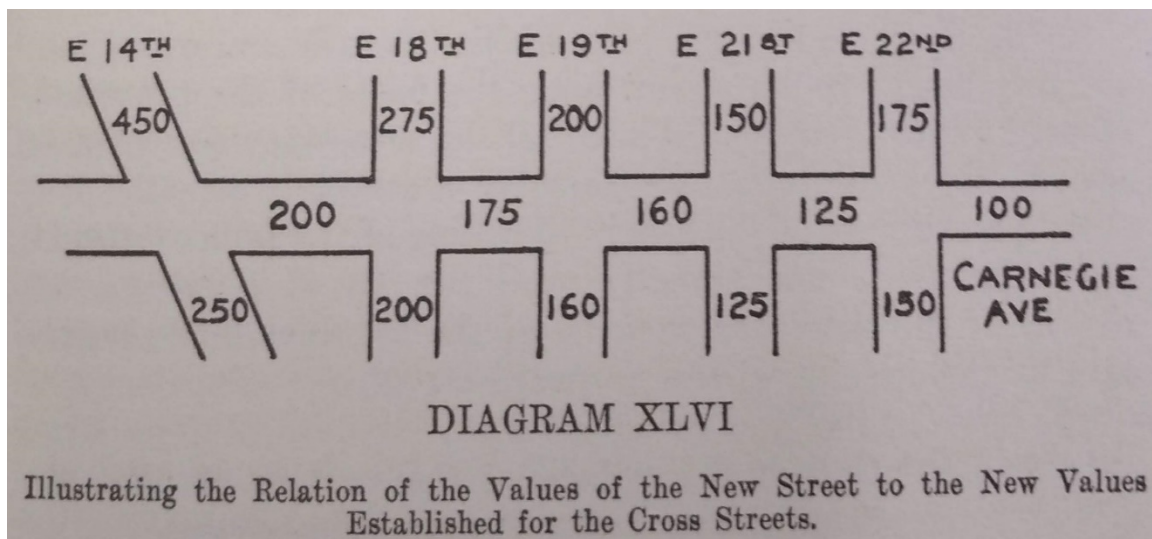 E 14TH E 18TH E 19TH E 21ST E 22ND
450 275 200 150 175
200 175 160 125 100
250 200 160 125 150 CARNEGIE
AVE
DIAGRAM XLVI
Illustrating the Relation of the Values of the New Street to the New Values
Established for the Cross Streets.